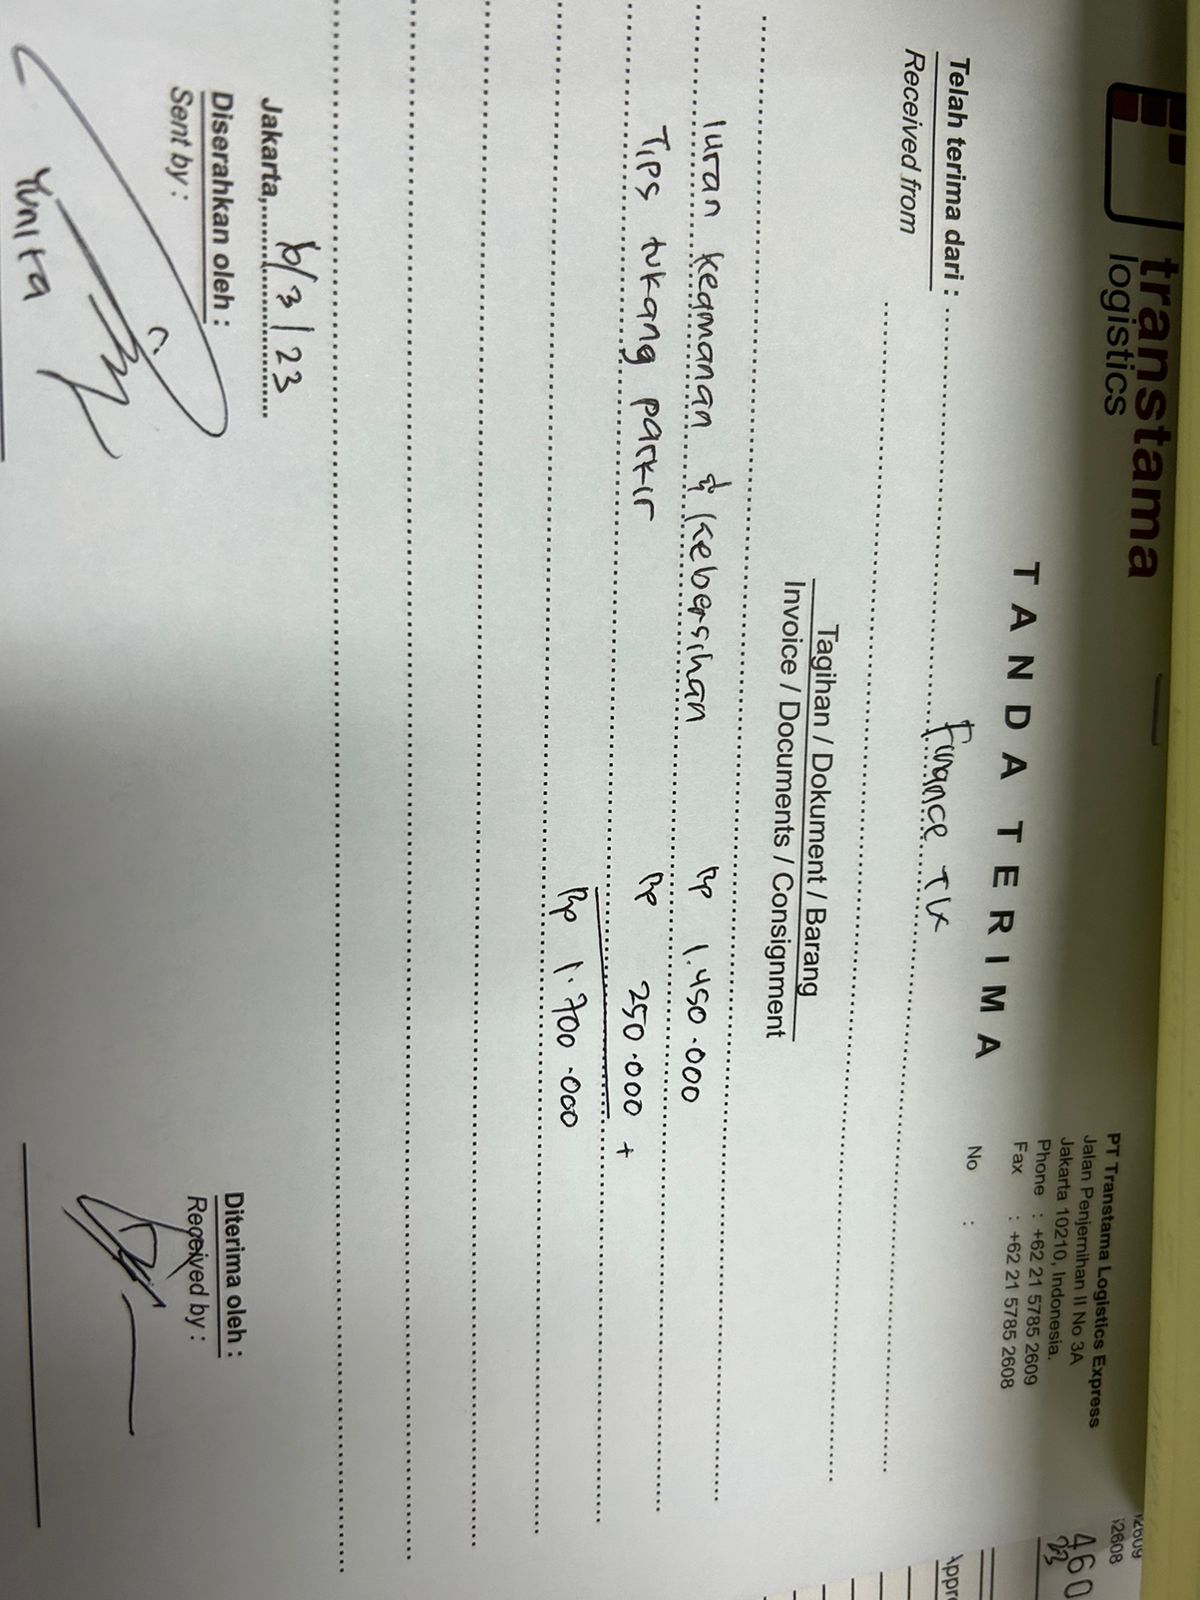 transtama
logistics
PT Transtama Logistics Express
Jalan Penjernihan II No 3A
Jakarta 10210, Indonesia.
Phone : +62 21 5785 2609
Fax : +62 21 5785 2608
TANDA TERIMA
No :
Telah terima dari : Finance TLX
Received from
Tagihan / Dokument / Barang
Invoice / Documents / Consignment
Iuran keamanan & kebersihan Rp 1.450.000
Tips tukang parkir Rp 250.000 +
Rp 1.700.000
Jakarta, 6/3/23
Diserahkan oleh :
Sent by :
Yunita
Diterima oleh :
Received by :
2608
460